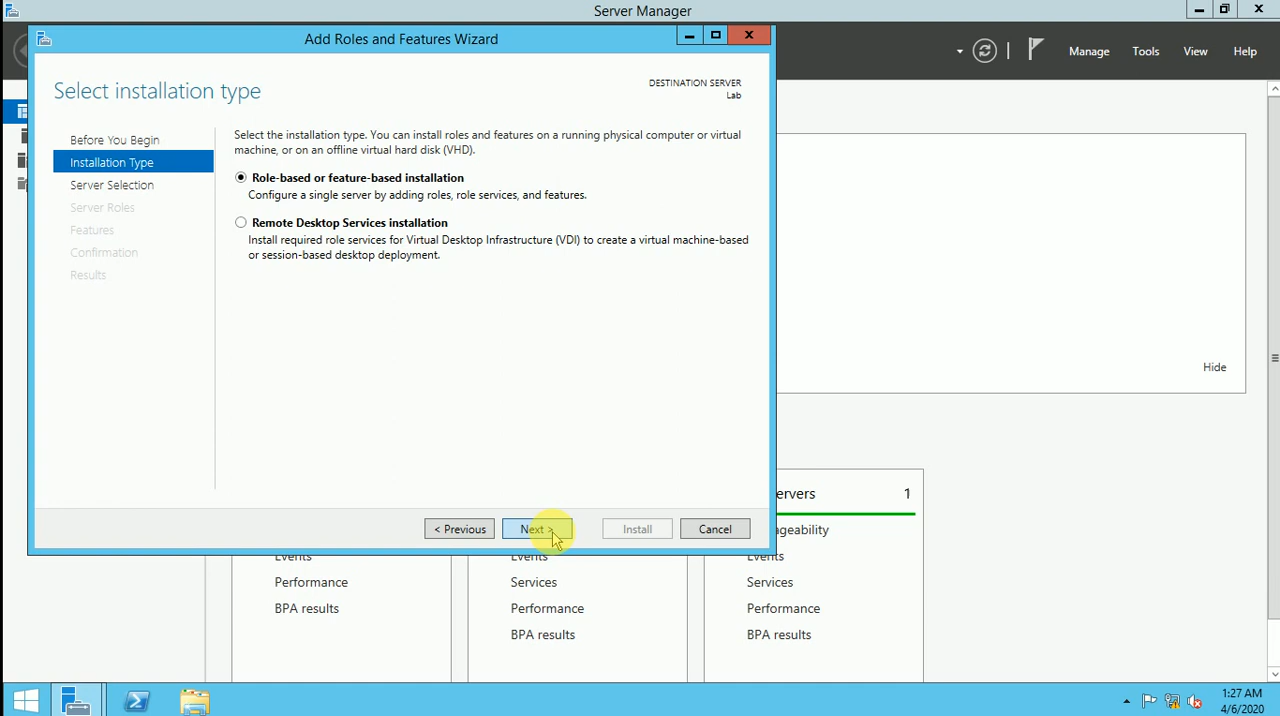 Server Manager
Add Roles and Features Wizard
Manage
Tools
View
Help
Select installation type
DESTINATION SERVER
Lab
Before You Begin
Installation Type
Server Selection
Server Roles
Features
Confirmation
Results
Select the installation type. You can install roles and features on a running physical computer or virtual
machine, or on an offline virtual hard disk (VHD).
Role-based or feature-based installation
Configure a single server by adding roles, role services, and features.
Remote Desktop Services installation
Install required role services for Virtual Desktop Infrastructure (VDI) to create a virtual machine-based
or session-based desktop deployment.
Hide
< Previous
Next >
Install
Cancel
Events
Performance
BPA results
Events
Services
Performance
BPA results
ervers 1
ageability
Events
Services
Performance
BPA results
1:27 AM
4/6/2020